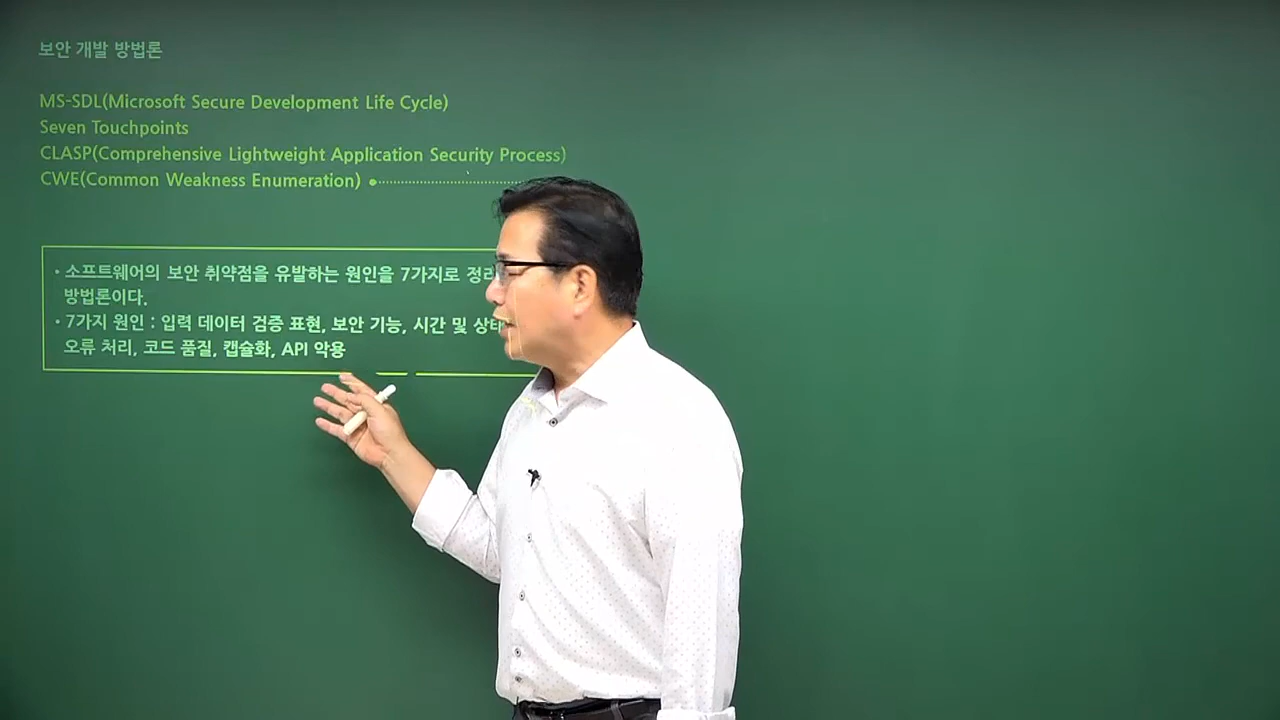 보안 개발 방법론
MS-SDL(Microsoft Secure Development Life Cycle)
Seven Touchpoints
CLASP(Comprehensive Lightweight Application Security Process)
CWE(Common Weakness Enumeration)
• 소프트웨어의 보안 취약점을 유발하는 원인을 7가지로
방법론이다.
• 7가지 원인 : 입력 데이터 검증 표현, 보안 기능, 시간 및
오류 처리, 코드 품질, 캡슐화, API 악용